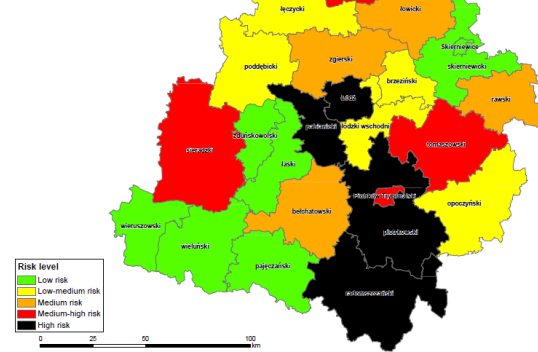 łęczycki
łowicki
Skierniewice
zgierski
poddębicki
skierniewicki
brzeziński
rawski
Łódź
pabianicki
łódzki wschodni
zduńskowolski
tomaszowski
sieradzki
łaski
Piotrków Trybunalski
opoczyński
bełchatowski
wieruszowski
piotrkowski
wieluński
pajęczański
radomszczański
Risk level
Low risk
Low-medium risk
Medium risk
Medium-high risk
High risk
0 25 50 100
km